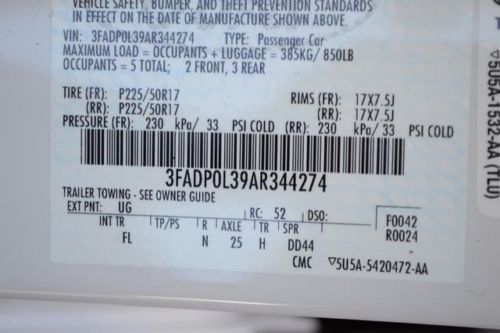 VEHICLE SAFETY, BUMPER, AND THEFT PREVENTION STANDARDS
IN EFFECT ON THE DATE OF MANUFACTURE SHOWN ABOVE.
VIN: 3FADP0L39AR344274 TYPE: Passenger Car
MAXIMUM LOAD = OCCUPANTS + LUGGAGE = 385KG/ 850LB
OCCUPANTS = 5 TOTAL; 2 FRONT, 3 REAR
TIRE (FR): P225/50R17 RIMS (FR): 17X7.5J
(RR): P225/50R17 (RR): 17X7.5J
PRESSURE (FR): 230 kPa/ 33 PSI COLD (RR): 230 kPa/ 33 PSI COLD
3FADP0L39AR344274
TRAILER TOWING - SEE OWNER GUIDE
EXT PNT: UG RC: 52 DSO: F0042
INT TR TP/PS R AXLE TR SPR R0024
FL N 25 H DD44
CMC ▽5U5A-5420472-AA
▽5U5A-1532-AA (TLU)